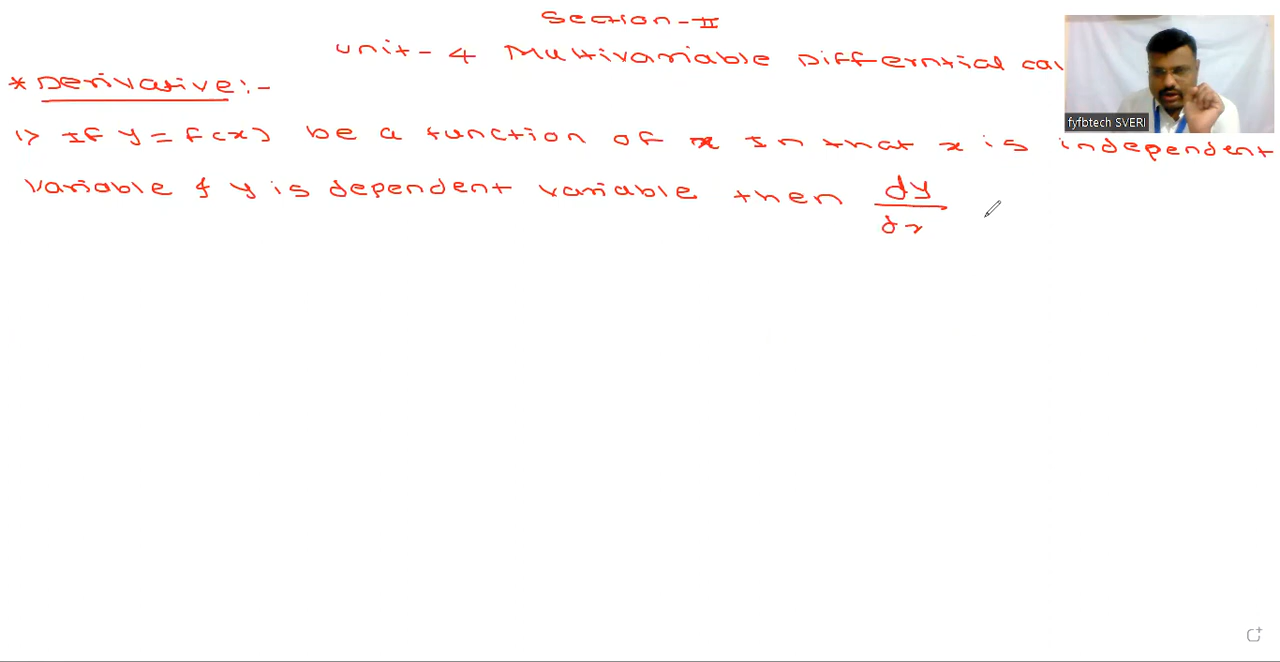 Section-II
Unit-4 Multivariable Differntial cal
* Derivative:-
1) If y = f(x) be a function of x In that x is independent
variable & y is dependent variable then dy
dx
fyfbtech SVERI